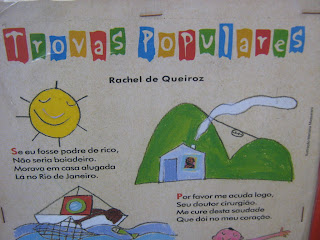 TROVAS POPULARES
Rachel de Queiroz
Se eu fosse padre de rico,
Não seria boiadeiro.
Morava em casa alugada
Lá no Rio de Janeiro.
Por favor me acuda logo,
Seu doutor cirurgião.
Me cure desta saudade
Que dói no meu coração.